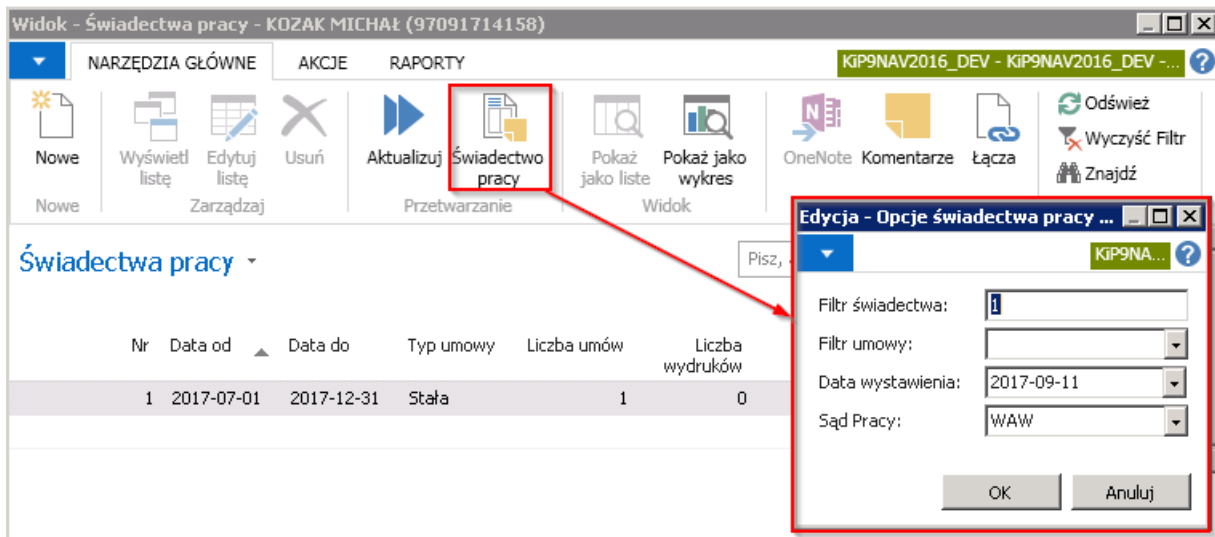 Widok - Świadectwa pracy - KOZAK MICHAŁ (97091714158)
NARZĘDZIA GŁÓWNE AKCJE RAPORTY KiP9NAV2016_DEV - KiP9NAV2016_DEV -...
Nowe
Wyświetl listę
Edytuj listę
Usuń
Aktualizuj
Świadectwo pracy
Pokaż jako liste
Pokaż jako wykres
OneNote
Komentarze
Łącza
Odśwież
Wyczyść Filtr
Znajdź
Nowe Zarządzaj Przetwarzanie Widok
Świadectwa pracy
Pisz,
Nr Data od Data do Typ umowy Liczba umów Liczba wydruków
1 2017-07-01 2017-12-31 Stała 1 0
Edycja - Opcje świadectwa pracy ...
KiP9NA...
Filtr świadectwa: 1
Filtr umowy:
Data wystawienia: 2017-09-11
Sąd Pracy: WAW
OK Anuluj